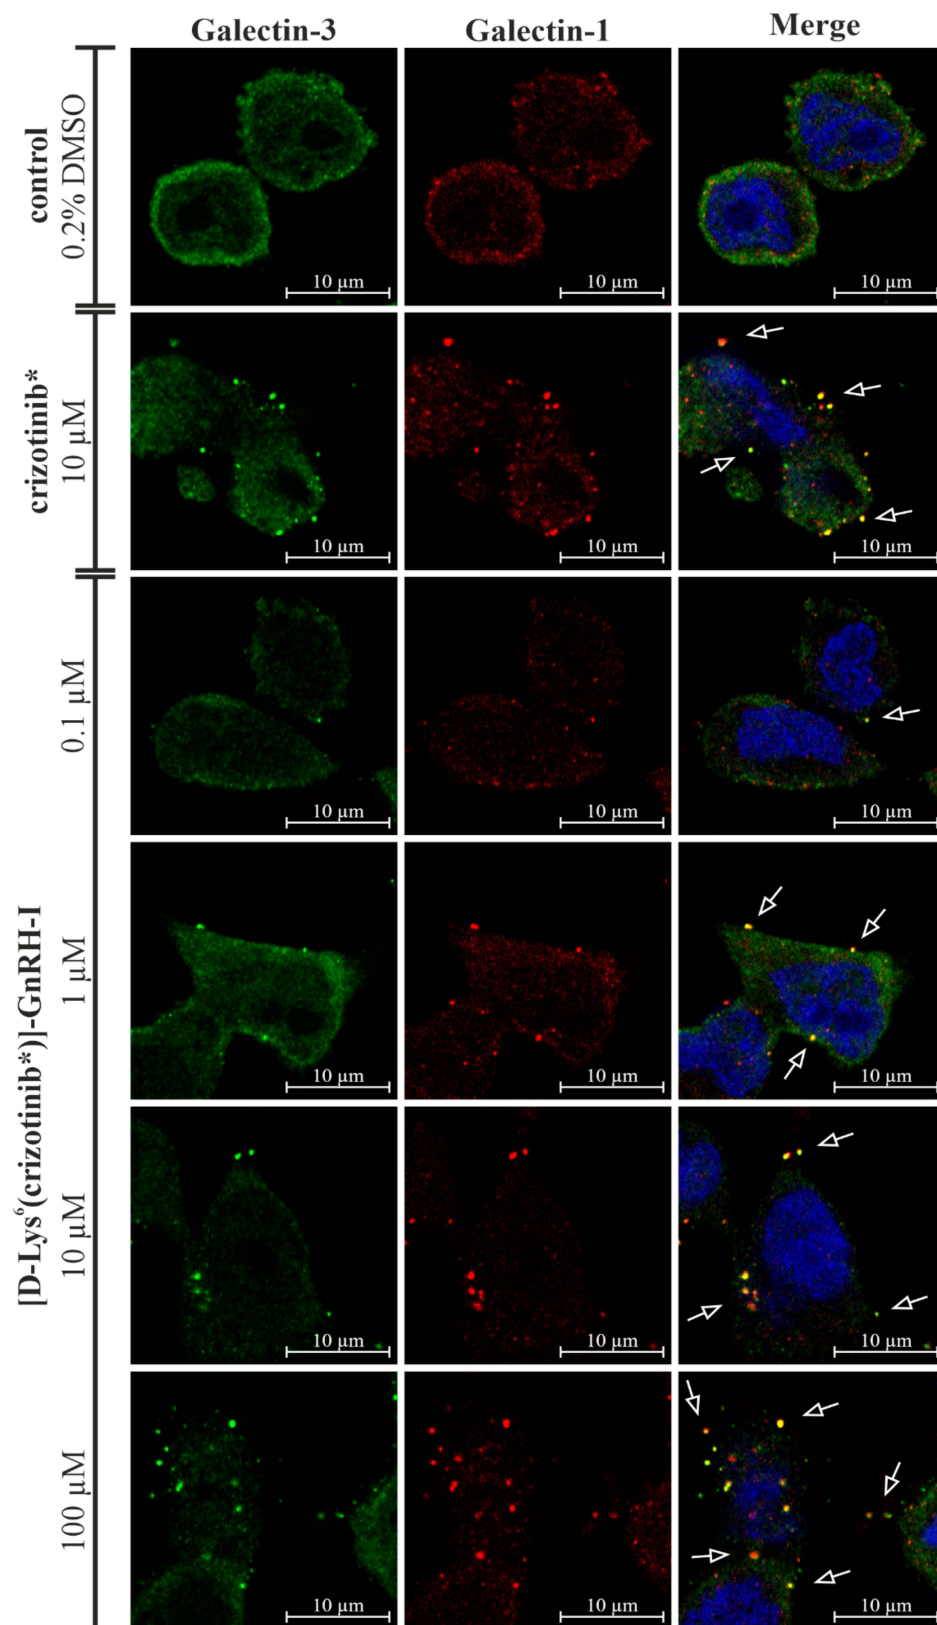 Galectin-3 Galectin-1 Merge
control
0.2% DMSO
10 µm 10 µm 10 µm
crizotinib*
10 µM
10 µm 10 µm 10 µm
[D-Lys⁶(crizotinib*)]-GnRH-I
0.1 µM
10 µm 10 µm 10 µm
1 µM
10 µm 10 µm 10 µm
10 µM
10 µm 10 µm 10 µm
100 µM
10 µm 10 µm 10 µm